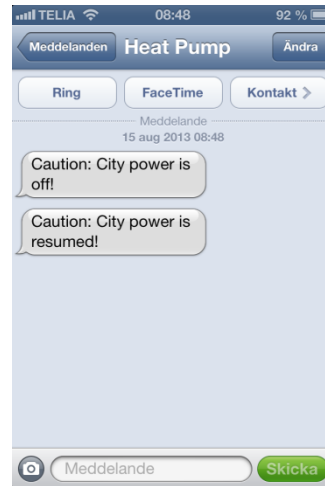 TELIA 08:48 92 %
Meddelanden Heat Pump Ändra
Ring FaceTime Kontakt
Meddelande
15 aug 2013 08:48
Caution: City power is
off!
Caution: City power is
resumed!
Meddelande Skicka